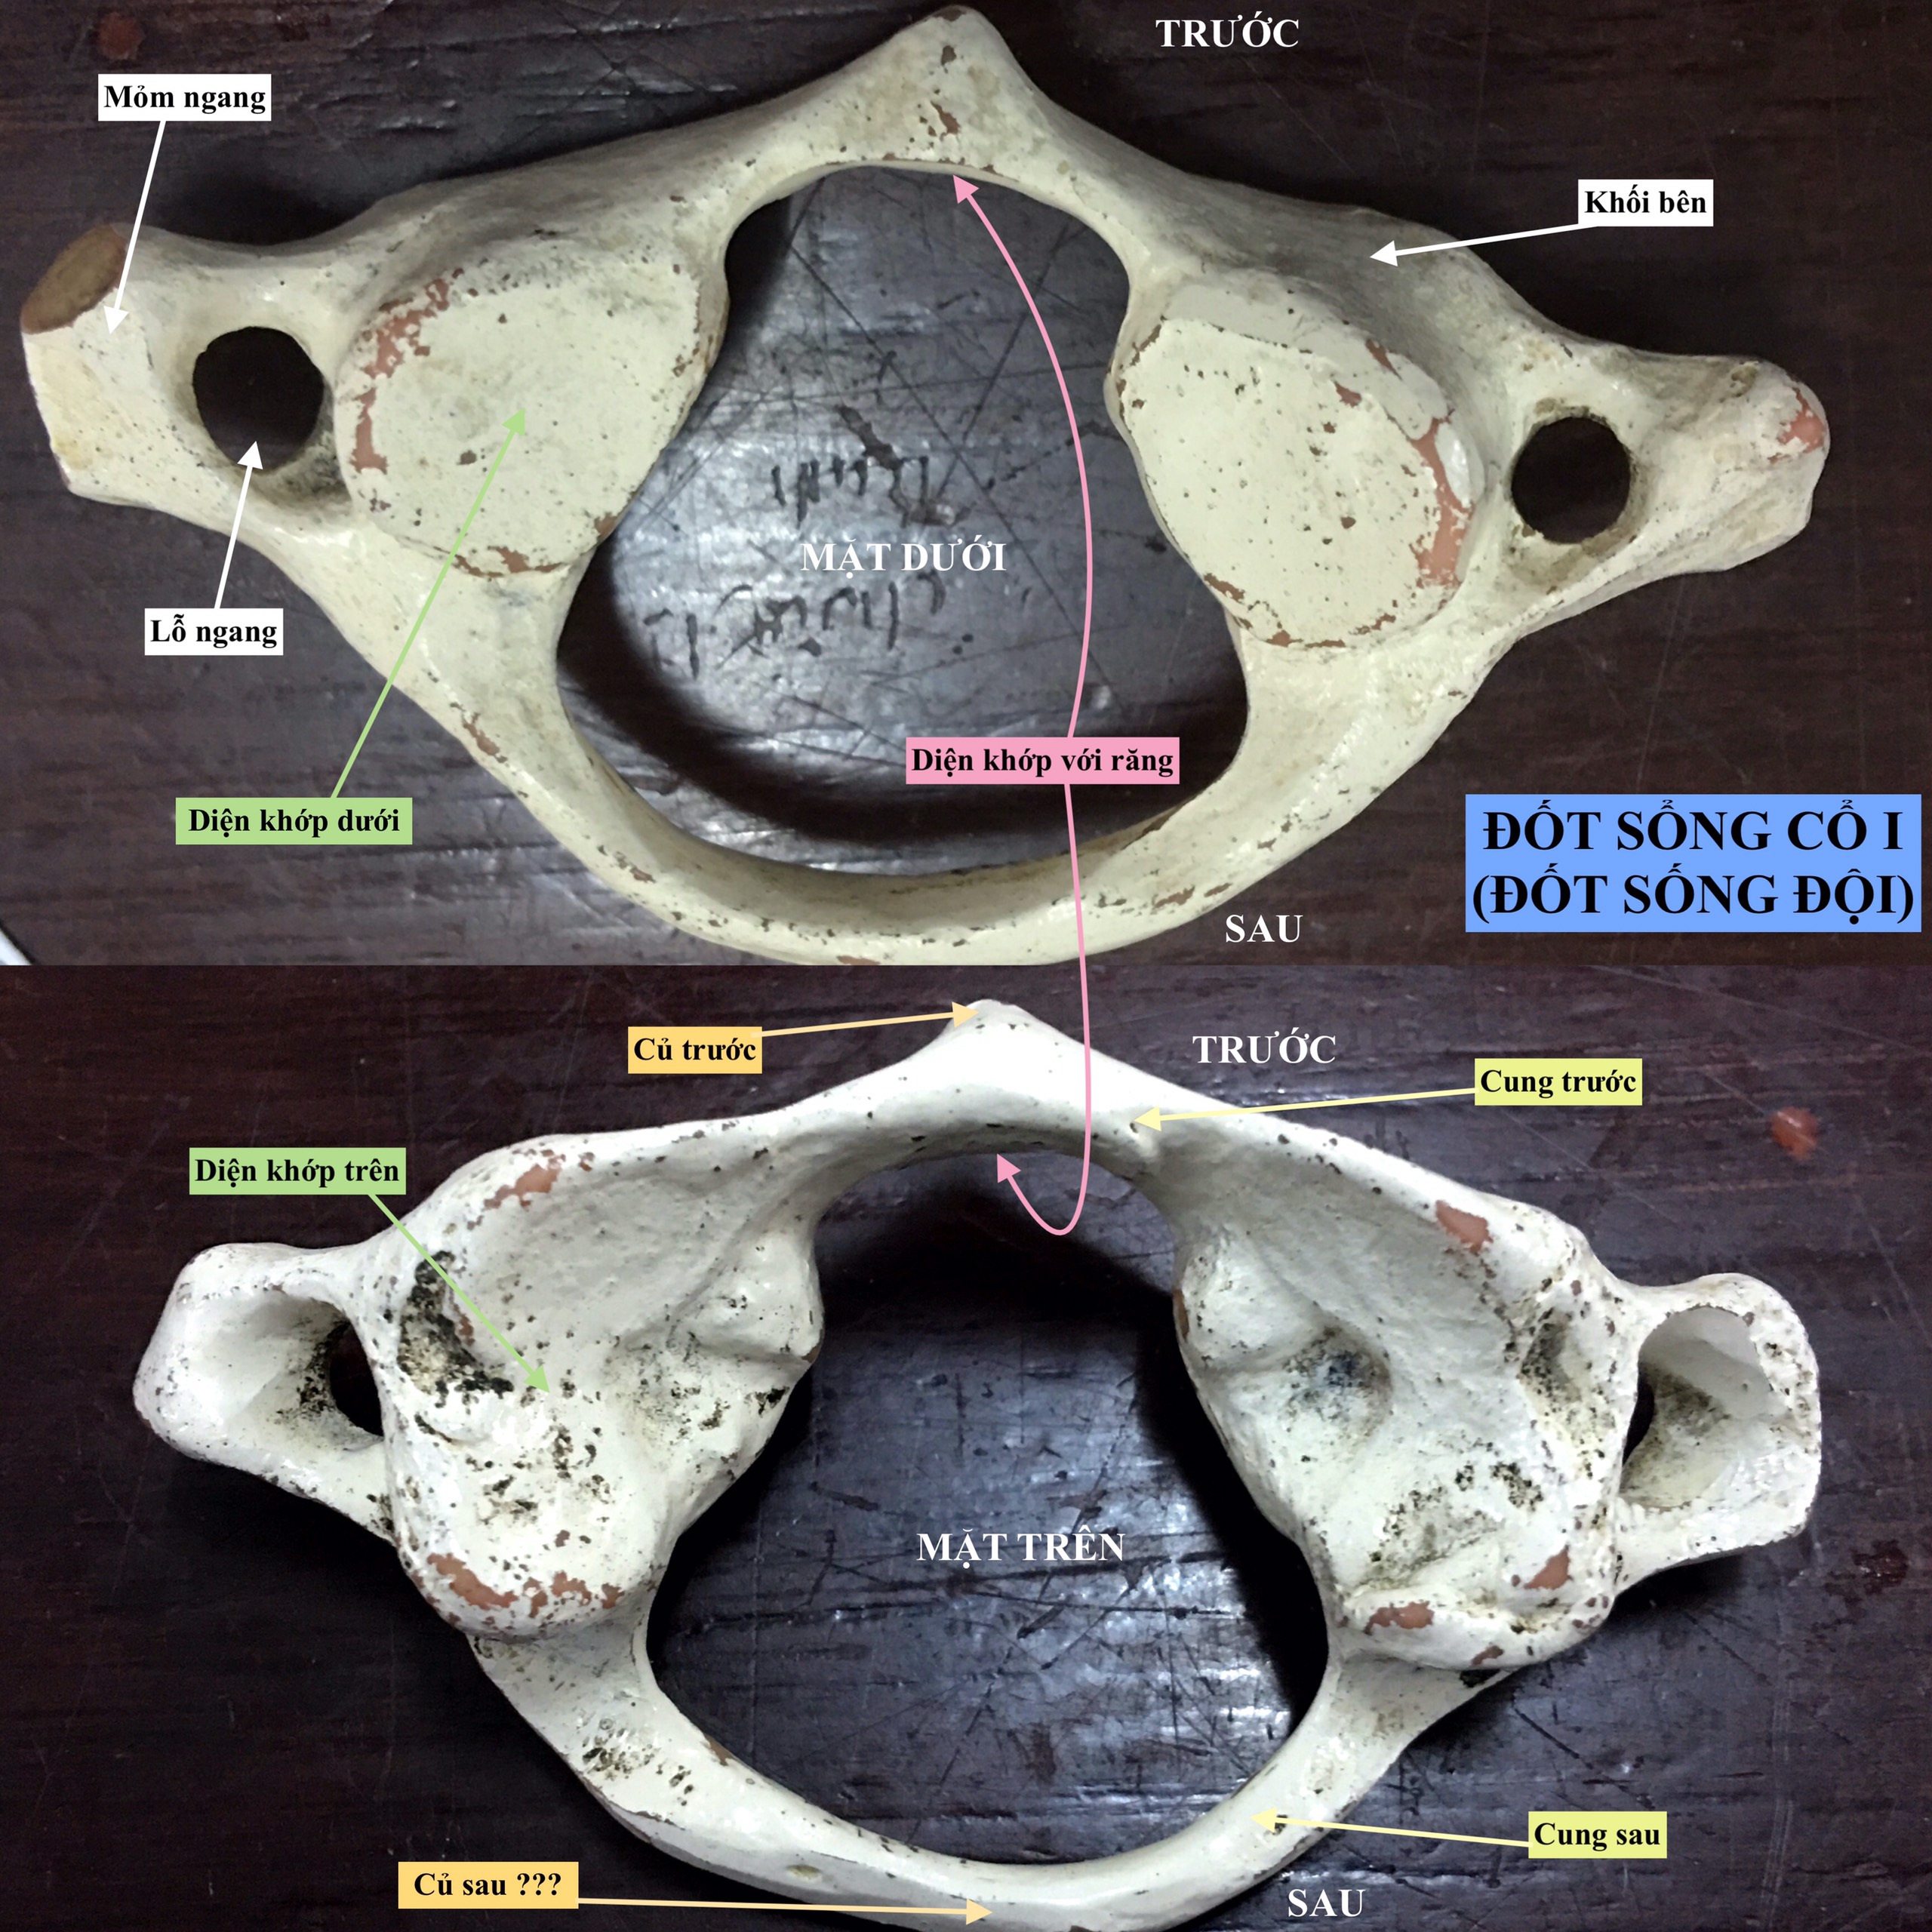 TRƯỚC
Mỏm ngang
Khối bên
MẶT DƯỚI
Lỗ ngang
Diện khớp với răng
Diện khớp dưới
ĐỐT SỐNG CỔ I
(ĐỐT SỐNG ĐỘI)
SAU
Củ trước
TRƯỚC
Cung trước
Diện khớp trên
MẶT TRÊN
Cung sau
Củ sau ???
SAU